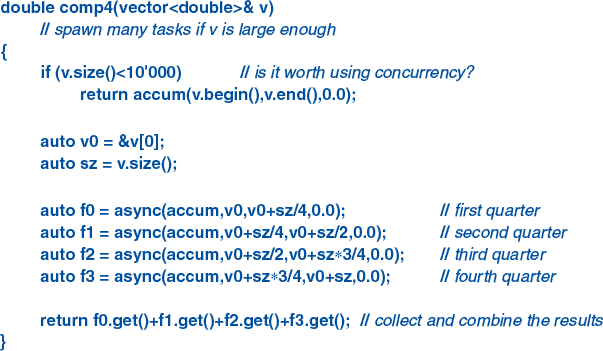 double comp4(vector<double>& v)
// spawn many tasks if v is large enough
{
if (v.size()<10'000) // is it worth using concurrency?
return accum(v.begin(),v.end(),0.0);
auto v0 = &v[0];
auto sz = v.size();
auto f0 = async(accum,v0,v0+sz/4,0.0); // first quarter
auto f1 = async(accum,v0+sz/4,v0+sz/2,0.0); // second quarter
auto f2 = async(accum,v0+sz/2,v0+sz*3/4,0.0); // third quarter
auto f3 = async(accum,v0+sz*3/4,v0+sz,0.0); // fourth quarter
return f0.get()+f1.get()+f2.get()+f3.get(); // collect and combine the results
}